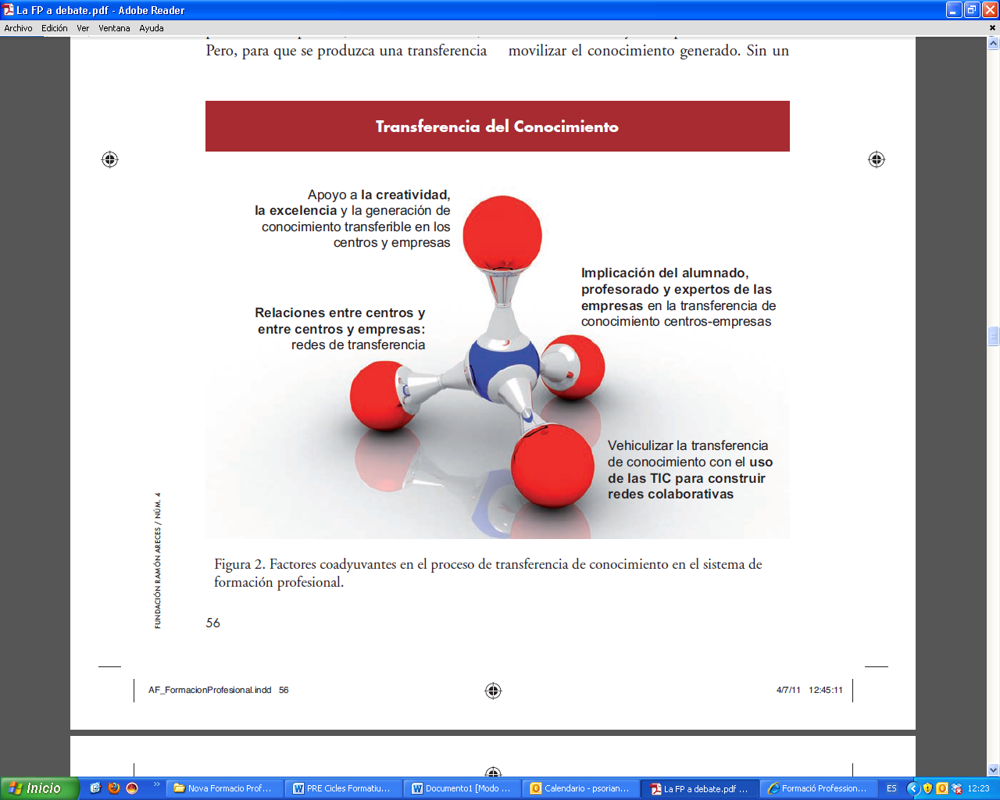 La FP a debate.pdf - Adobe Reader
Archivo Edición Ver Ventana Ayuda
Pero, para que se produzca una transferencia
movilizar el conocimiento generado. Sin un
Transferencia del Conocimiento
Apoyo a la creatividad,
la excelencia y la generación de
conocimiento transferible en los
centros y empresas
Implicación del alumnado,
profesorado y expertos de las
empresas en la transferencia de
conocimiento centros-empresas
Relaciones entre centros y
entre centros y empresas:
redes de transferencia
Vehiculizar la transferencia
de conocimiento con el uso
de las TIC para construir
redes colaborativas
FUNDACIÓN RAMÓN ARECES / NÚM. 4
Figura 2. Factores coadyuvantes en el proceso de transferencia de conocimiento en el sistema de
formación profesional.
56
AF_FormacionProfesional.indd 56
4/7/11 12:45:11
Inicio
Nova Formacio Prof...
PRE Cicles Formatiu...
Documento1 [Modo ...
Calendario - psorian...
La FP a debate.pdf ...
Formació Profession...
ES
12:23